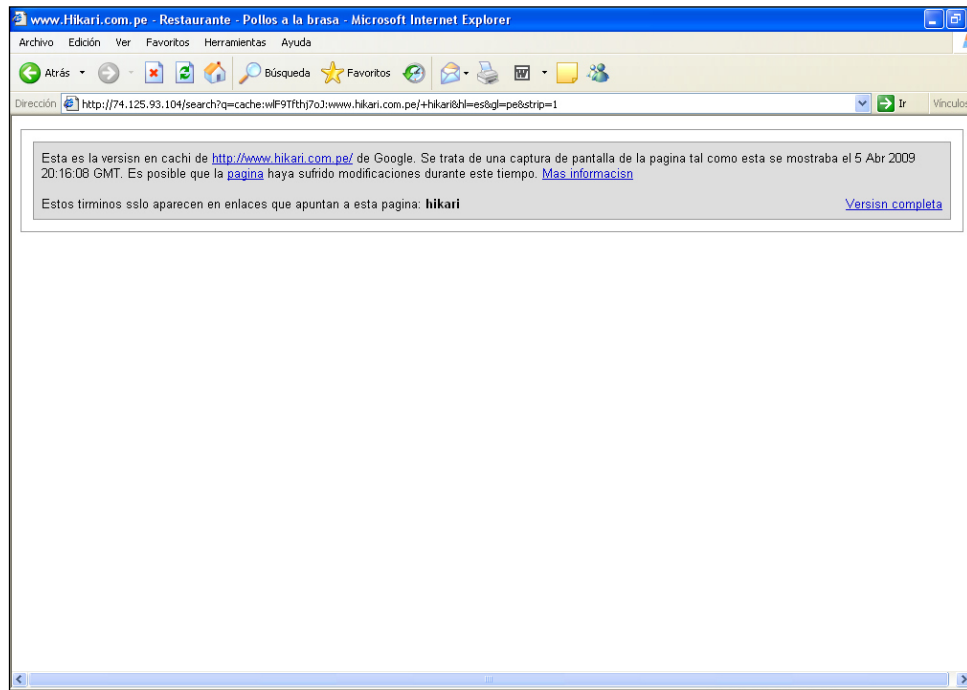 www.Hikari.com.pe - Restaurante - Pollos a la brasa - Microsoft Internet Explorer
Archivo Edición Ver Favoritos Herramientas Ayuda
Atrás Búsqueda Favoritos W
Dirección http://74.125.93.104/search?q=cache:wlF9Tfthj7oJ:www.hikari.com.pe/+hikari&hl=es&gl=pe&strip=1 Ir Vínculos
Esta es la versisn en cachi de http://www.hikari.com.pe/ de Google. Se trata de una captura de pantalla de la pagina tal como esta se mostraba el 5 Abr 2009
20:16:08 GMT. Es posible que la pagina haya sufrido modificaciones durante este tiempo. Mas informacisn
Estos tirminos sslo aparecen en enlaces que apuntan a esta pagina: hikari Versisn completa